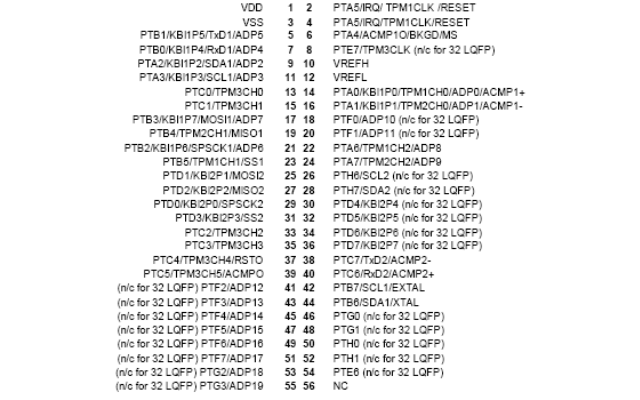 VDD 1 2 PTA5/IRQ/ TPM1CLK /RESET
VSS 3 4 PTA5/IRQ/TPM1CLK/RESET
PTB1/KBI1P5/TxD1/ADP5 5 6 PTA4/ACMP1O/BKGD/MS
PTB0/KBI1P4/RxD1/ADP4 7 8 PTE7/TPM3CLK (n/c for 32 LQFP)
PTA2/KBI1P2/SDA1/ADP2 9 10 VREFH
PTA3/KBI1P3/SCL1/ADP3 11 12 VREFL
PTC0/TPM3CH0 13 14 PTA0/KBI1P0/TPM1CH0/ADP0/ACMP1+
PTC1/TPM3CH1 15 16 PTA1/KBI1P1/TPM2CH0/ADP1/ACMP1-
PTB3/KBI1P7/MOSI1/ADP7 17 18 PTF0/ADP10 (n/c for 32 LQFP)
PTB4/TPM2CH1/MISO1 19 20 PTF1/ADP11 (n/c for 32 LQFP)
PTB2/KBI1P6/SPSCK1/ADP6 21 22 PTA6/TPM1CH2/ADP8
PTB5/TPM1CH1/SS1 23 24 PTA7/TPM2CH2/ADP9
PTD1/KBI2P1/MOSI2 25 26 PTH6/SCL2 (n/c for 32 LQFP)
PTD2/KBI2P2/MISO2 27 28 PTH7/SDA2 (n/c for 32 LQFP)
PTD0/KBI2P0/SPSCK2 29 30 PTD4/KBI2P4 (n/c for 32 LQFP)
PTD3/KBI2P3/SS2 31 32 PTD5/KBI2P5 (n/c for 32 LQFP)
PTC2/TPM3CH2 33 34 PTD6/KBI2P6 (n/c for 32 LQFP)
PTC3/TPM3CH3 35 36 PTD7/KBI2P7 (n/c for 32 LQFP)
PTC4/TPM3CH4/RSTO 37 38 PTC7/TxD2/ACMP2-
PTC5/TPM3CH5/ACMPO 39 40 PTC6/RxD2/ACMP2+
(n/c for 32 LQFP) PTF2/ADP12 41 42 PTB7/SCL1/EXTAL
(n/c for 32 LQFP) PTF3/ADP13 43 44 PTB6/SDA1/XTAL
(n/c for 32 LQFP) PTF4/ADP14 45 46 PTG0 (n/c for 32 LQFP)
(n/c for 32 LQFP) PTF5/ADP15 47 48 PTG1 (n/c for 32 LQFP)
(n/c for 32 LQFP) PTF6/ADP16 49 50 PTH0 (n/c for 32 LQFP)
(n/c for 32 LQFP) PTF7/ADP17 51 52 PTH1 (n/c for 32 LQFP)
(n/c for 32 LQFP) PTG2/ADP18 53 54 PTE6 (n/c for 32 LQFP)
(n/c for 32 LQFP) PTG3/ADP19 55 56 NC